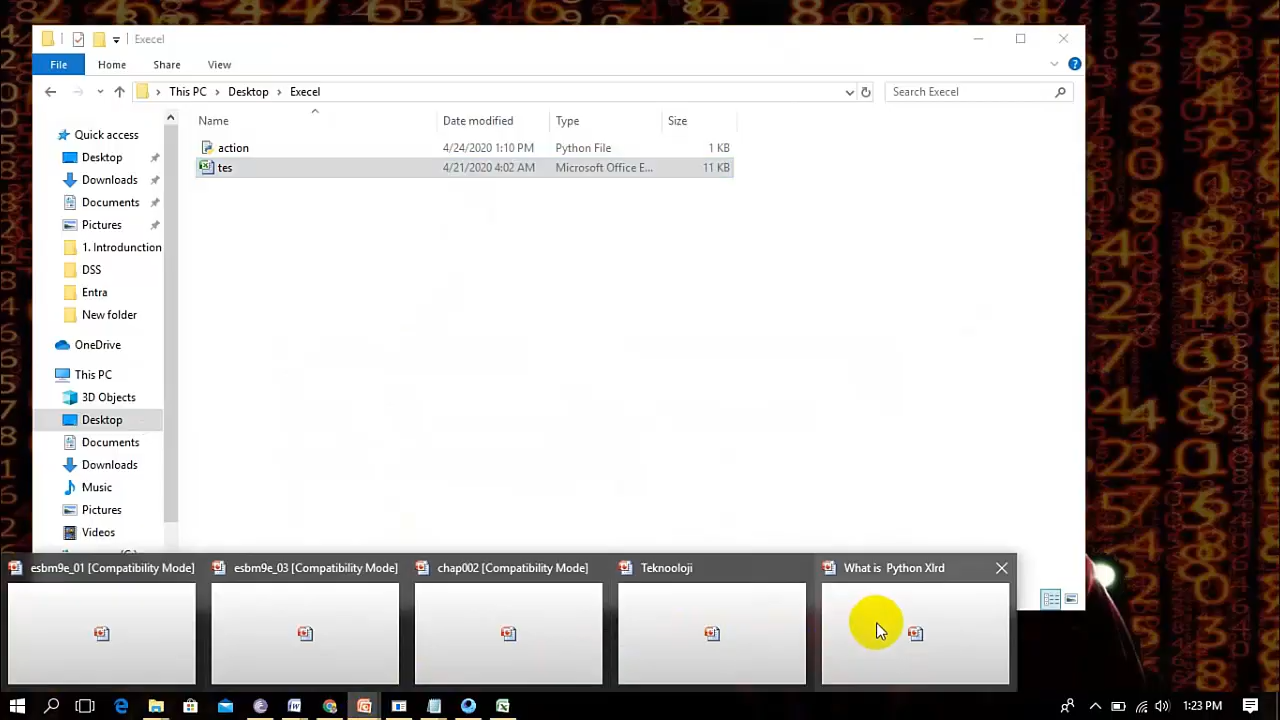 Execel
File Home Share View
This PC Desktop Execel Search Execel
Name Date modified Type Size
action 4/24/2020 1:10 PM Python File 1 KB
tes 4/21/2020 4:02 AM Microsoft Office E... 11 KB
Quick access
Desktop
Downloads
Documents
Pictures
1. Introdunction
DSS
Entra
New folder
OneDrive
This PC
3D Objects
Desktop
Documents
Downloads
Music
Pictures
Videos
esbm9e_01 [Compatibility Mode] esbm9e_03 [Compatibility Mode] chap002 [Compatibility Mode] Teknooloji What is Python Xlrd
1:23 PM